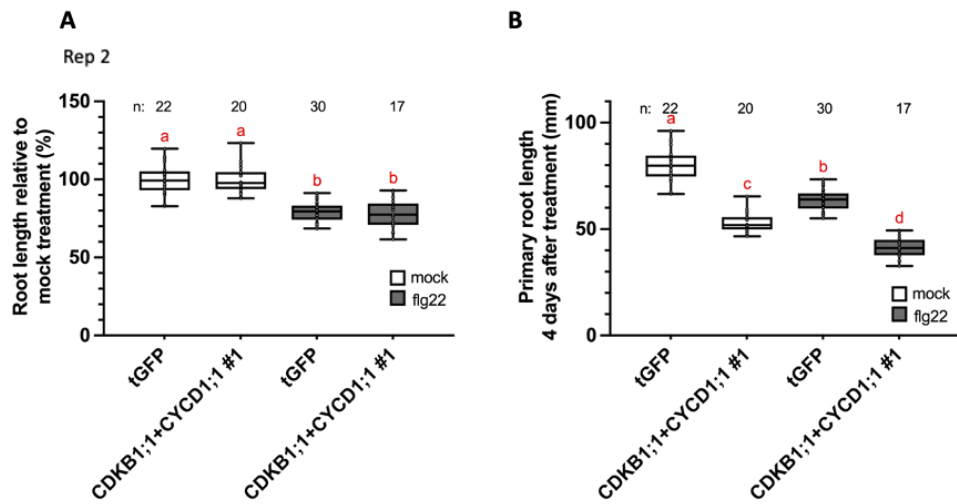 A
Rep 2
n: 22 20 30 17
a a b b
150
100
50
0
Root length relative to
mock treatment (%)
mock
flg22
tGFP
CDKB1;1+CYCD1;1 #1
tGFP
CDKB1;1+CYCD1;1 #1
B
n: 22 20 30 17
a c b d
100
50
0
Primary root length
4 days after treatment (mm)
mock
flg22
tGFP
CDKB1;1+CYCD1;1 #1
tGFP
CDKB1;1+CYCD1;1 #1